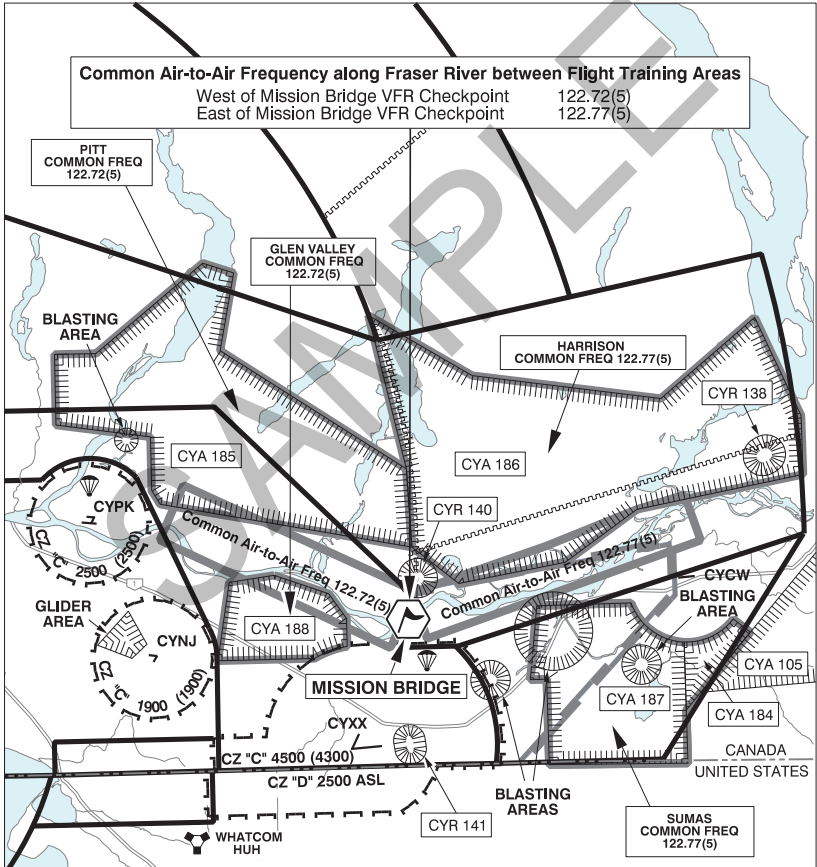 Common Air-to-Air Frequency along Fraser River between Flight Training Areas
West of Mission Bridge VFR Checkpoint 122.72(5)
East of Mission Bridge VFR Checkpoint 122.77(5)
SAMPLE
PITT
COMMON FREQ
122.72(5)
GLEN VALLEY
COMMON FREQ
122.72(5)
BLASTING
AREA
HARRISON
COMMON FREQ 122.77(5)
CYR 138
CYA 185
CYA 186
CYPK
CYR 140
CZ "C" 2500 (2500)
Common Air-to-Air Freq 122.72(5)
Common Air-to-Air Freq 122.77(5)
1
CYCW
BLASTING
AREA
GLIDER
AREA
CYNJ
CZ "C" 1900 (1900)
CYA 188
CYA 105
MISSION BRIDGE
CYA 187
CYA 184
CYXX
CZ "C" 4500 (4300)
CZ "D" 2500 ASL
CANADA
UNITED STATES
BLASTING
AREAS
CYR 141
WHATCOM
HUH
SUMAS
COMMON FREQ
122.77(5)